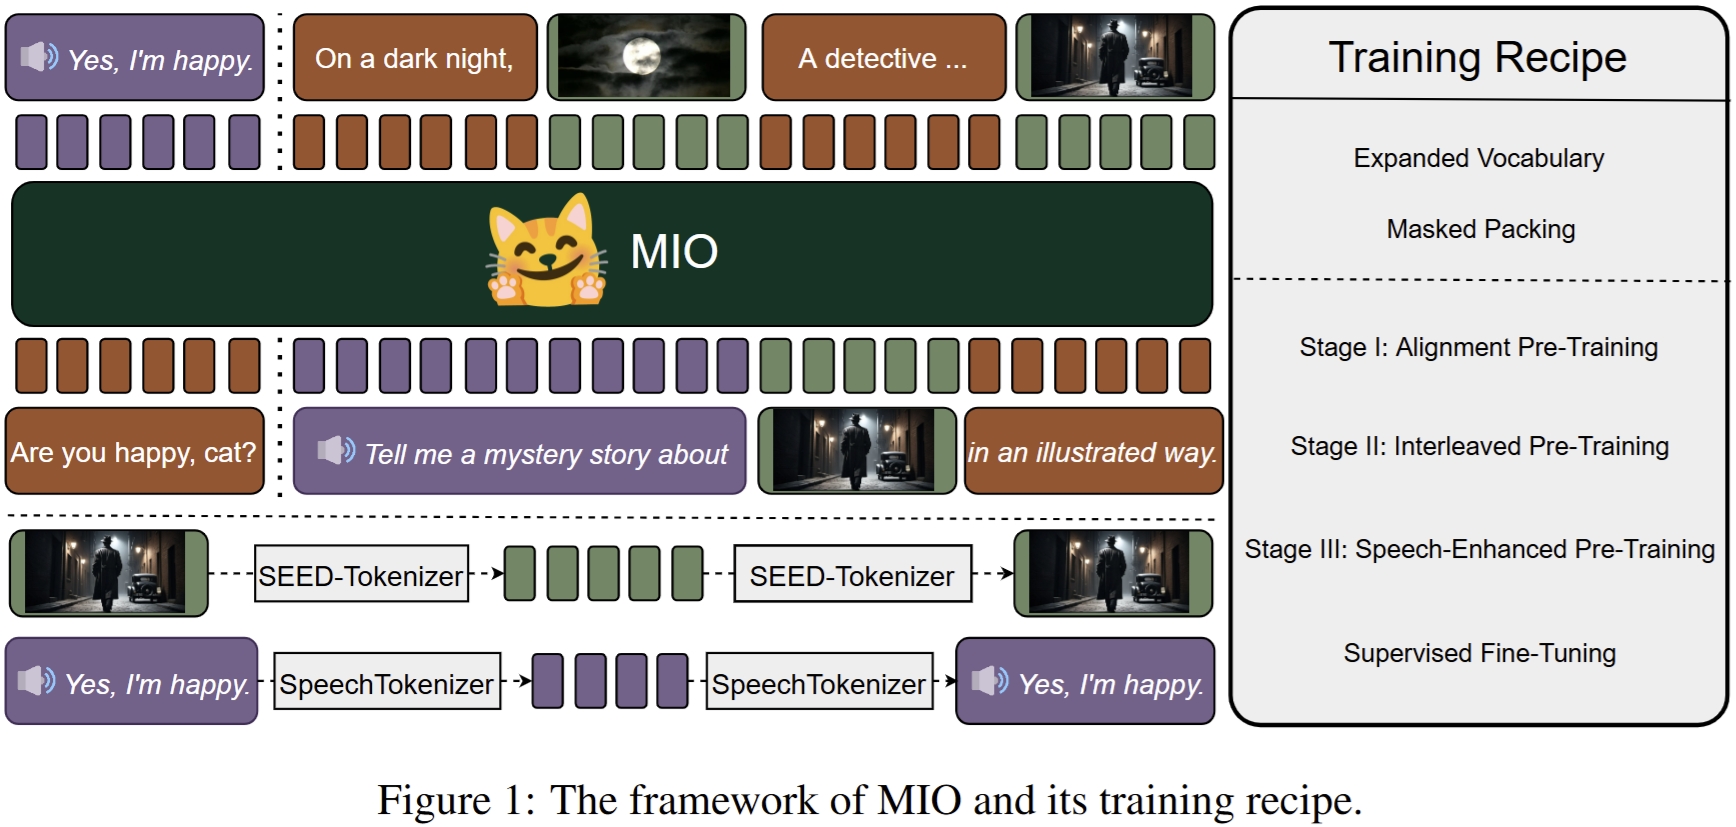 Yes, I'm happy.
On a dark night,
A detective ...
MIO
Are you happy, cat?
Tell me a mystery story about
in an illustrated way.
SEED-Tokenizer
SEED-Tokenizer
Yes, I'm happy.
SpeechTokenizer
SpeechTokenizer
Yes, I'm happy.
Training Recipe
Expanded Vocabulary
Masked Packing
Stage I: Alignment Pre-Training
Stage II: Interleaved Pre-Training
Stage III: Speech-Enhanced Pre-Training
Supervised Fine-Tuning
Figure 1: The framework of MIO and its training recipe.